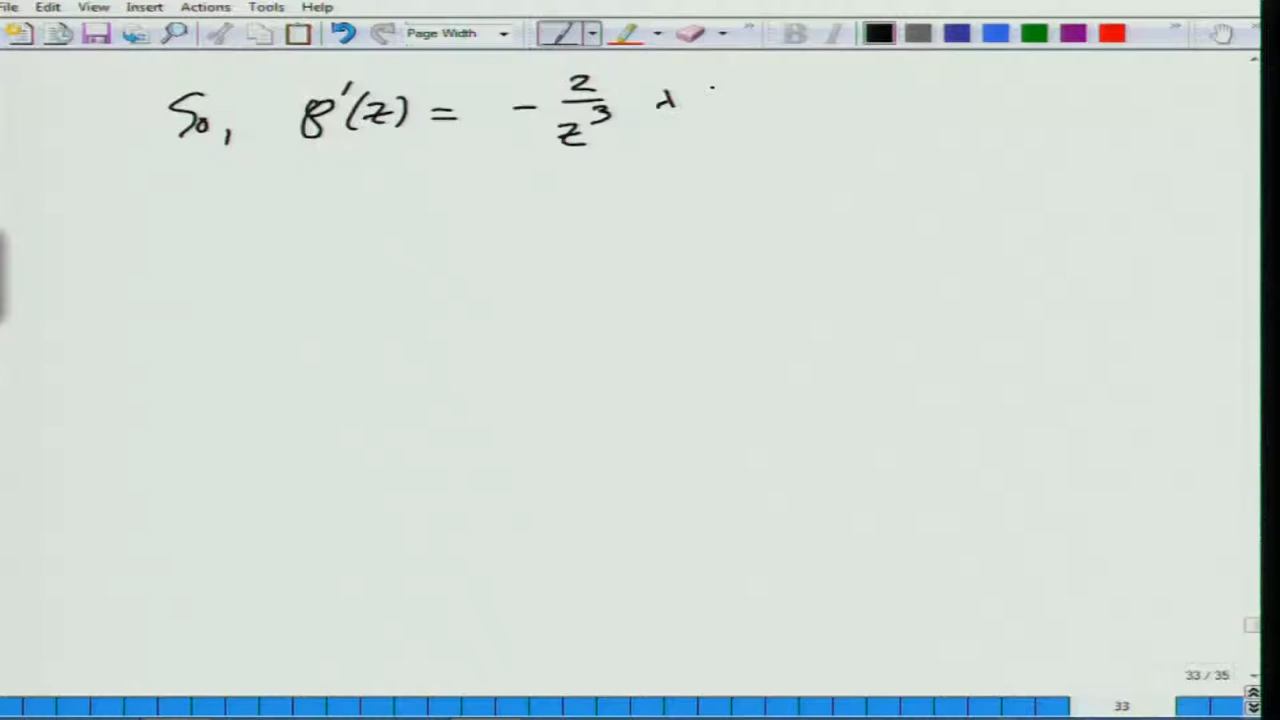 File Edit View Insert Actions Tools Help
Page Width
So, ℘'(z) = - 2/z³ +
33 / 35
33